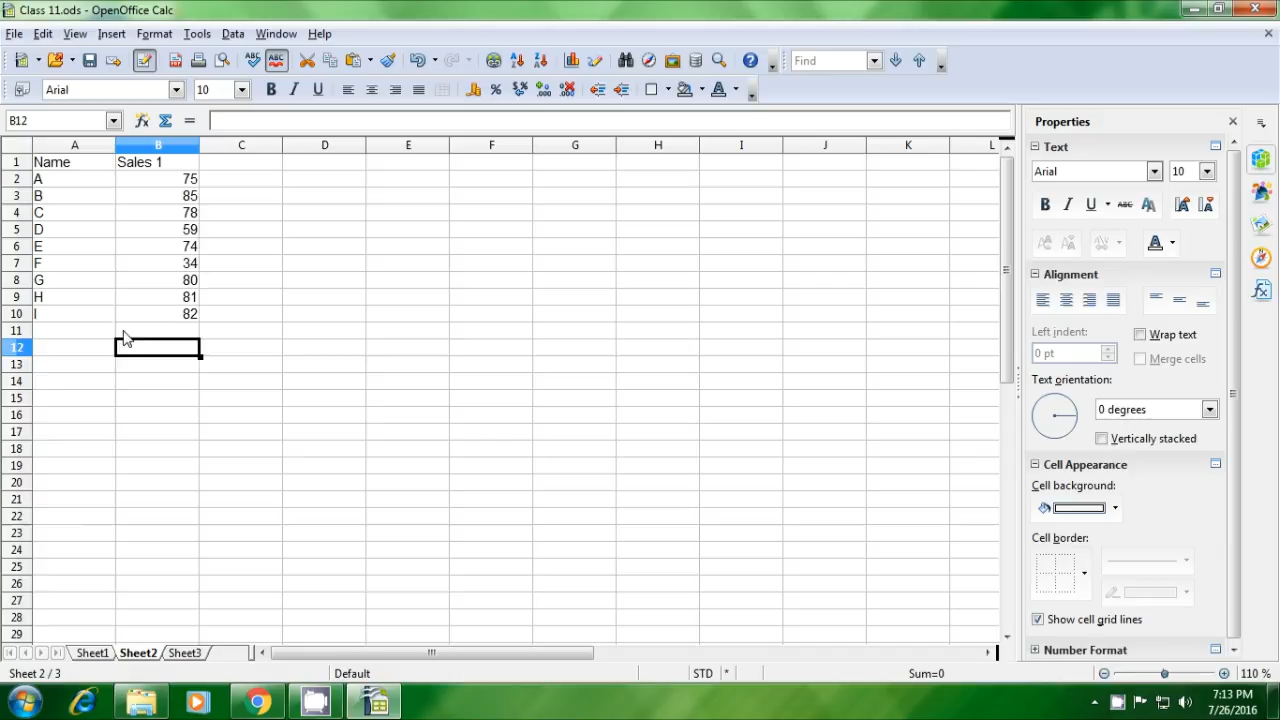 Class 11.ods - OpenOffice Calc
File Edit View Insert Format Tools Data Window Help
Find
Arial 10
B12
A B C D E F G H I J K L
1 Name Sales 1
2 A 75
3 B 85
4 C 78
5 D 59
6 E 74
7 F 34
8 G 80
9 H 81
10 I 82
11
12
13
14
15
16
17
18
19
20
21
22
23
24
25
26
27
28
29
Sheet1 Sheet2 Sheet3
Sheet 2 / 3 Default STD * Sum=0 110 %
Properties
Text
Arial 10
Alignment
Left indent:
Wrap text
0 pt
Merge cells
Text orientation:
0 degrees
Vertically stacked
Cell Appearance
Cell background:
Cell border:
Show cell grid lines
Number Format
7:13 PM
7/26/2016